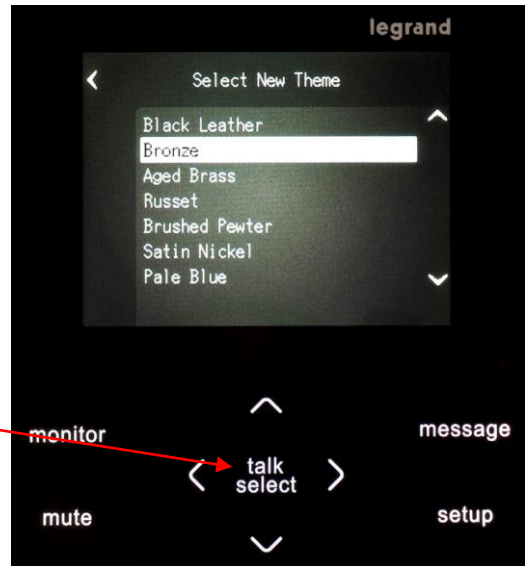 legrand
Select New Theme
Black Leather
Bronze
Aged Brass
Russet
Brushed Pewter
Satin Nickel
Pale Blue
monitor
message
talk
select
mute
setup